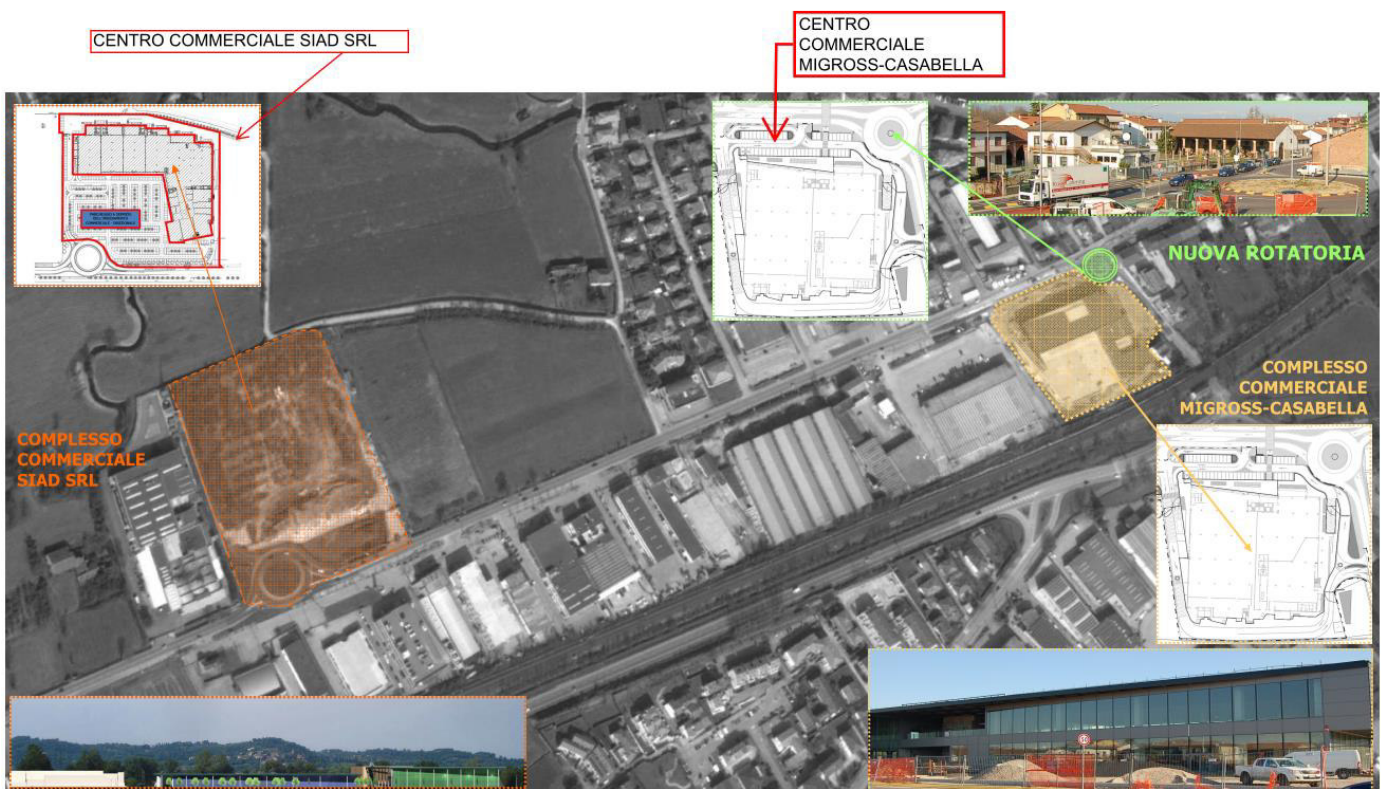 CENTRO COMMERCIALE SIAD SRL
CENTRO
COMMERCIALE
MIGROSS-CASABELLA
NUOVA ROTATORIA
COMPLESSO
COMMERCIALE
MIGROSS-CASABELLA
COMPLESSO
COMMERCIALE
SIAD SRL